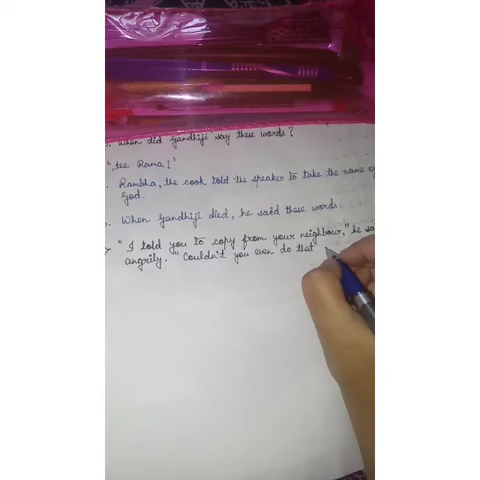 when did Gandhiji say these words?
"Hee Rama!"
Rambha, the cook told the speaker to take the name of
God.
When Gandhiji died, he said these words.
"I told you to copy from your neighbour," he
angrily. "Couldn't you even do that